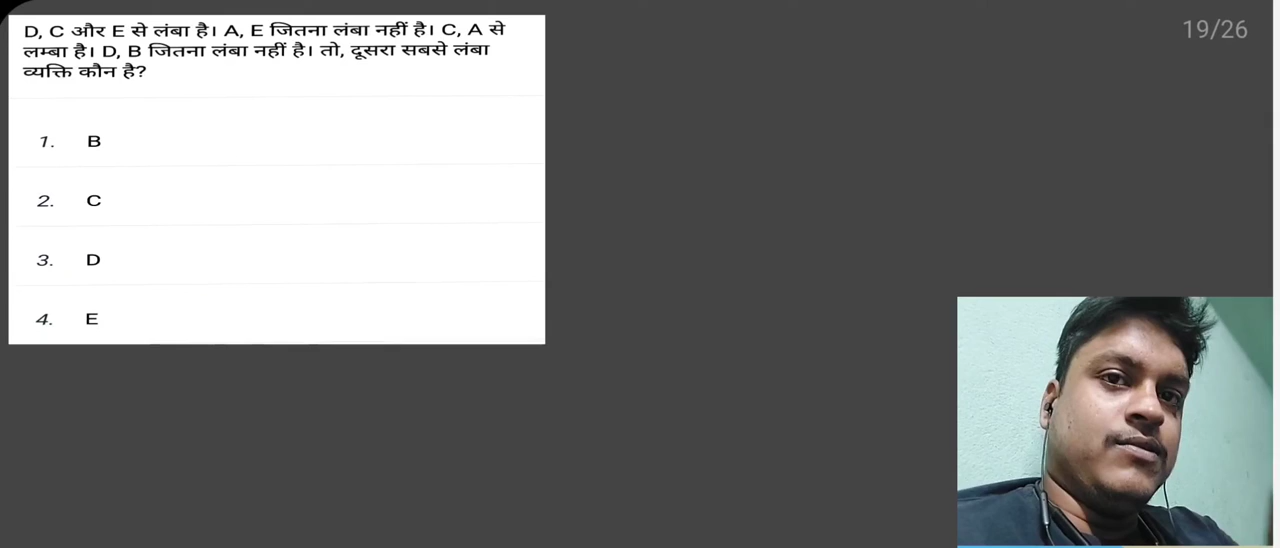 D, C और E से लंबा है। A, E जितना लंबा नहीं है। C, A से
लम्बा है। D, B जितना लंबा नहीं है। तो, दूसरा सबसे लंबा
व्यक्ति कौन है?
19/26
1. B
2. C
3. D
4. E